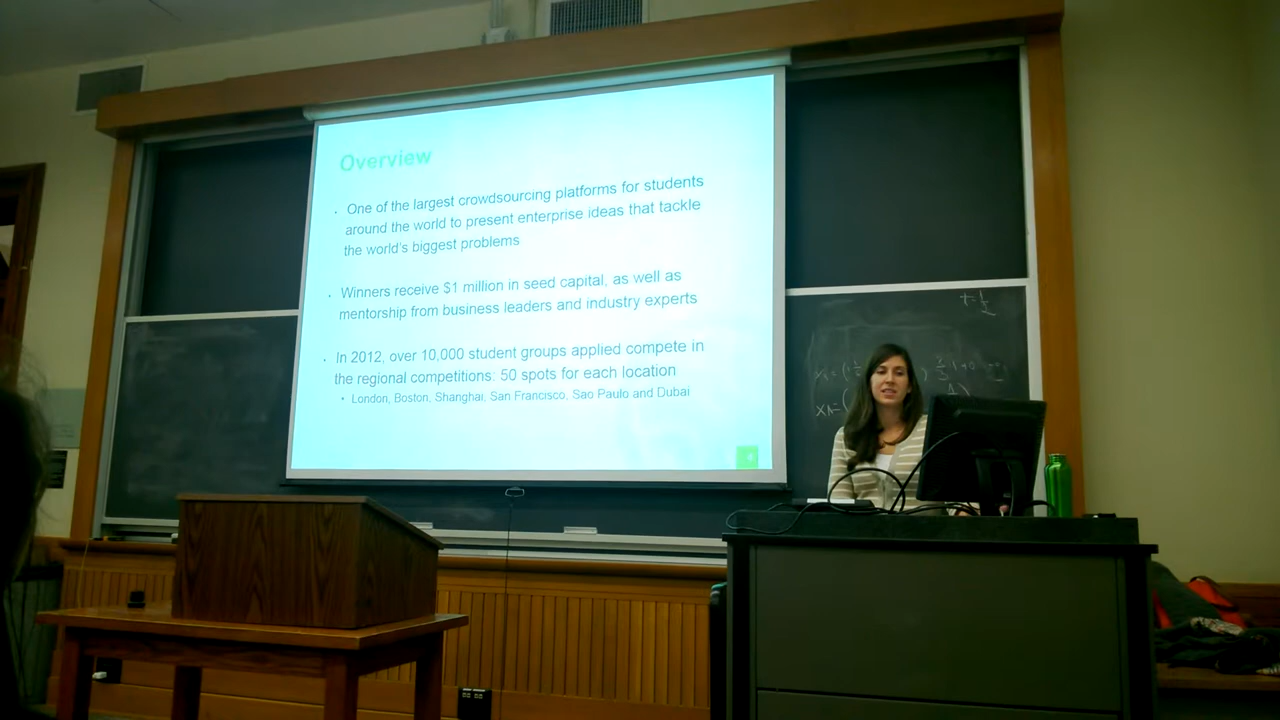 Overview
· One of the largest crowdsourcing platforms for students
around the world to present enterprise ideas that tackle
the world's biggest problems
· Winners receive $1 million in seed capital, as well as
mentorship from business leaders and industry experts
· In 2012, over 10,000 student groups applied compete in
the regional competitions: 50 spots for each location
• London, Boston, Shanghai, San Francisco, Sao Paulo and Dubai